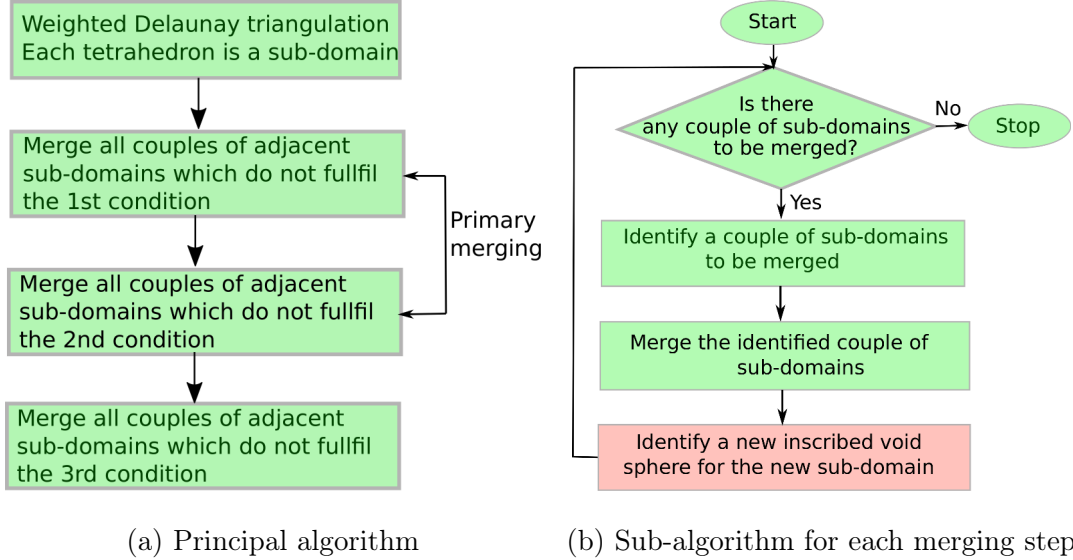 Weighted Delaunay triangulation
Each tetrahedron is a sub-domain
Merge all couples of adjacent
sub-domains which do not fullfil
the 1st condition
Primary
merging
Merge all couples of adjacent
sub-domains which do not fullfil
the 2nd condition
Merge all couples of adjacent
sub-domains which do not fullfil
the 3rd condition
(a) Principal algorithm
Start
Is there
any couple of sub-domains
to be merged?
No
Stop
Yes
Identify a couple of sub-domains
to be merged
Merge the identified couple of
sub-domains
Identify a new inscribed void
sphere for the new sub-domain
(b) Sub-algorithm for each merging step